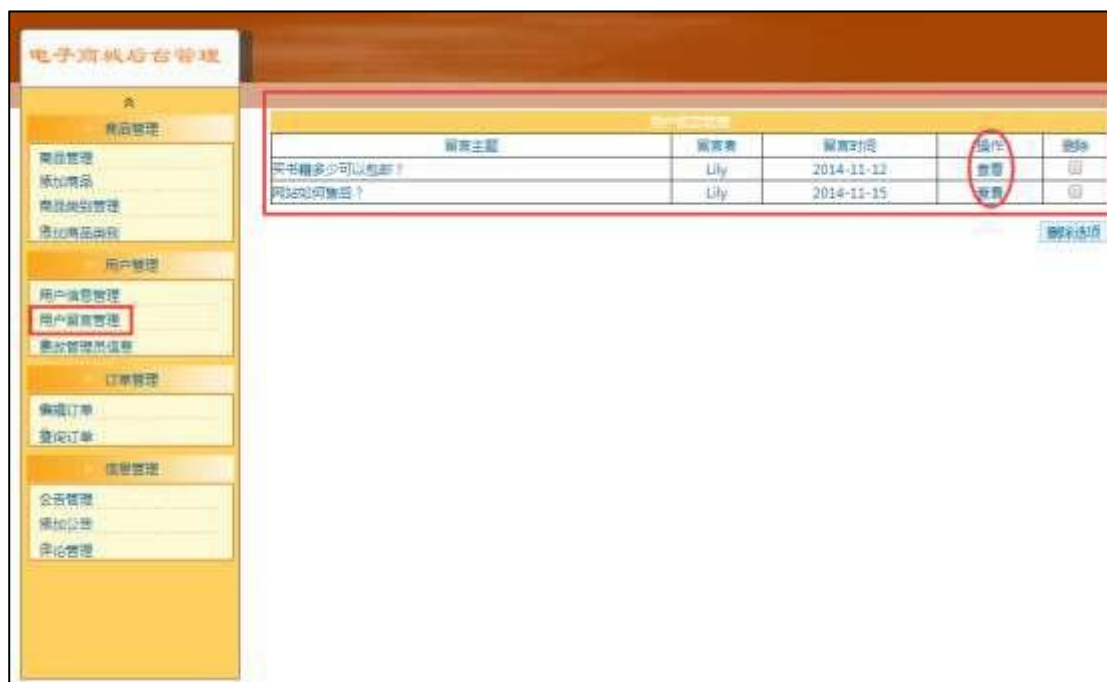 电子商城后台管理
商品管理
商品管理
添加商品
商品类别管理
添加商品类别
用户管理
用户信息管理
用户留言管理
更改管理员信息
订单管理
编辑订单
查询订单
信息管理
公告管理
添加公告
评论管理
用户留言管理
留言主题 留言者 留言时间 操作 删除
买书籍多少可以包邮？ Lily 2014-11-12 查看
网站如何售后？ Lily 2014-11-15 查看
删除选项